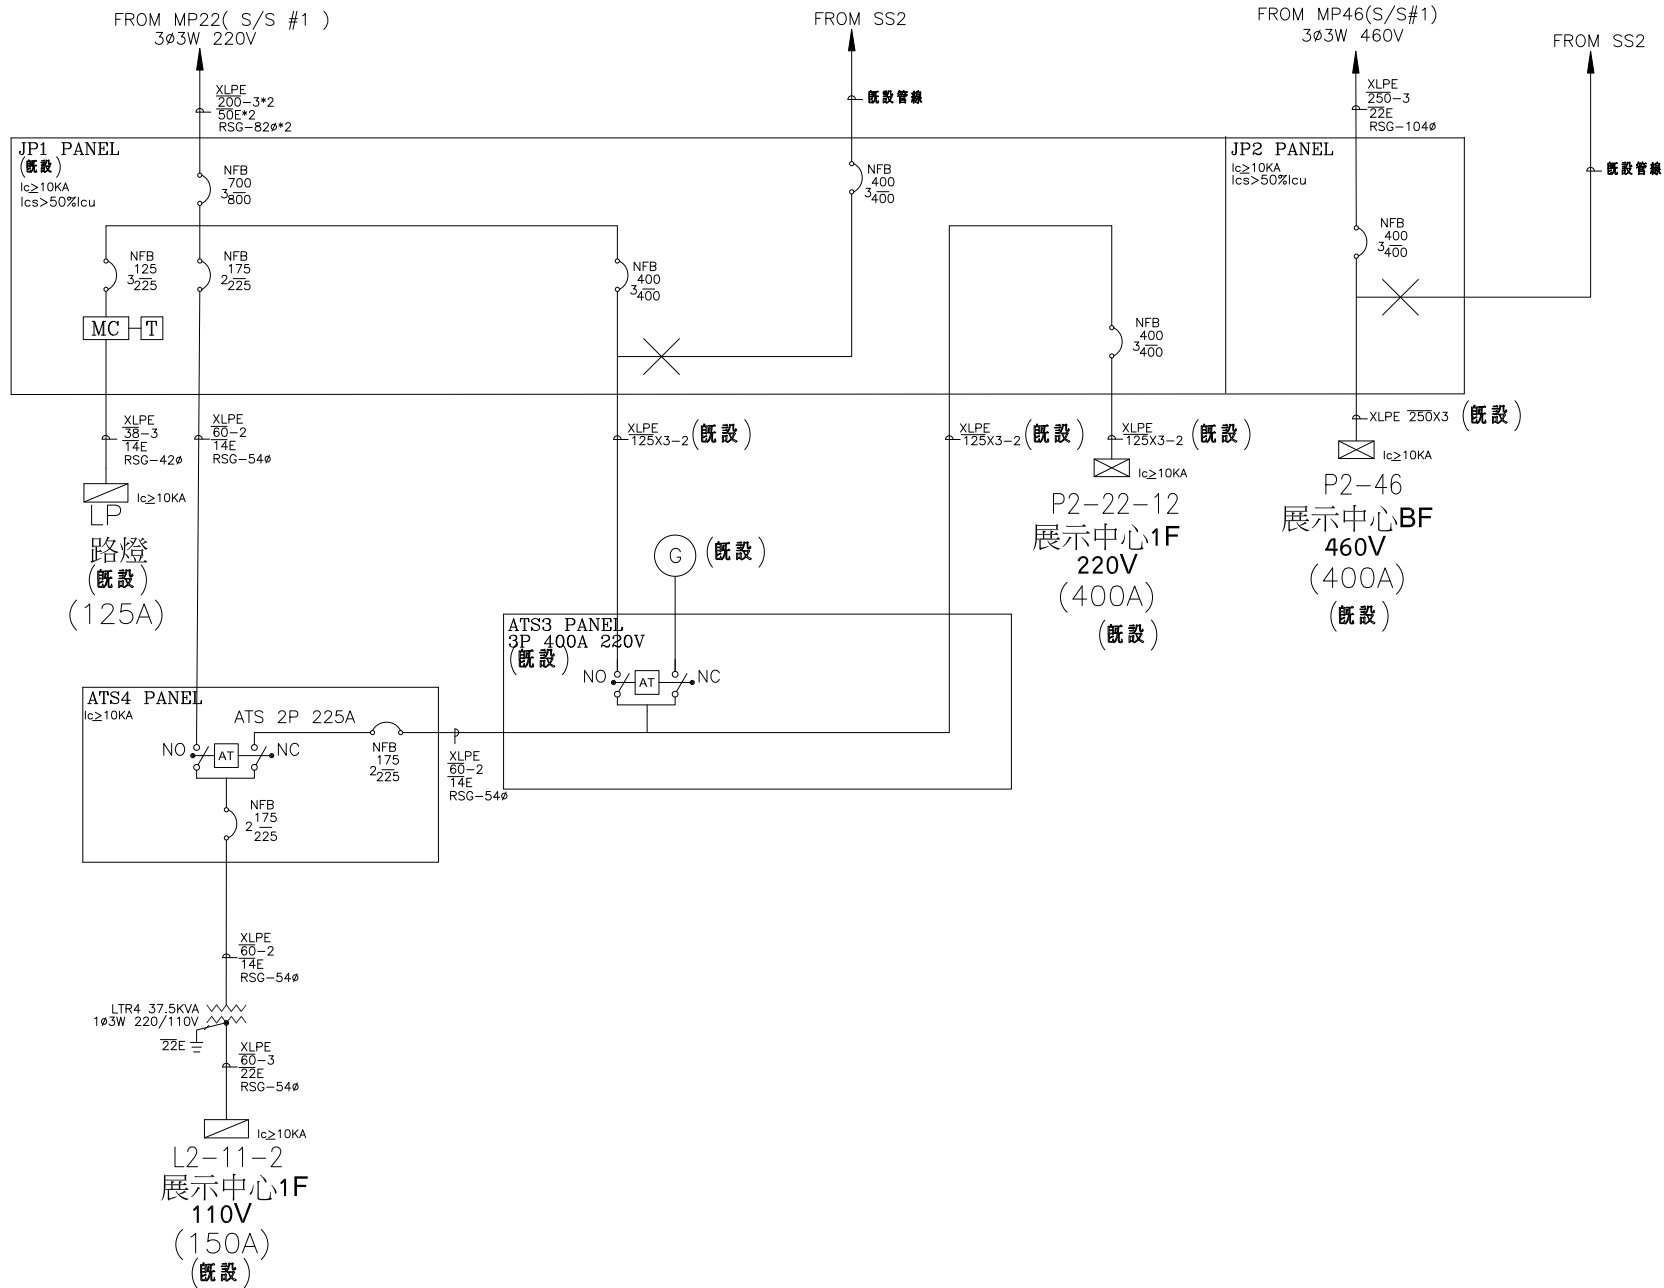 FROM MP22( S/S #1 )
3ø3W 220V
FROM SS2
FROM MP46(S/S#1)
3ø3W 460V
FROM SS2
XLPE
200-3*2
50E*2
RSG-82ø*2
既設管線
XLPE
250-3
22E
RSG-104ø
既設管線
JP1 PANEL
(既設)
Ic≥10KA
Ics>50%Icu
NFB
700
3
800
NFB
400
3
400
JP2 PANEL
Ic≥10KA
Ics>50%Icu
NFB
400
3
400
NFB
125
3
225
NFB
175
2
225
NFB
400
3
400
NFB
400
3
400
MC
T
XLPE
38-3
14E
RSG-42ø
XLPE
60-2
14E
RSG-54ø
XLPE
125X3-2
(既設)
XLPE
125X3-2
(既設)
XLPE
125X3-2
(既設)
XLPE 250X3
(既設)
Ic≥10KA
LP
路燈
(既設)
(125A)
Ic≥10KA
P2-22-12
展示中心1F
220V
(400A)
(既設)
Ic≥10KA
P2-46
展示中心BF
460V
(400A)
(既設)
G
(既設)
ATS3 PANEL
3P 400A 220V
(既設)
NO
AT
NC
ATS4 PANEL
Ic≥10KA
ATS 2P 225A
NO
AT
NC
NFB
175
2
225
XLPE
60-2
14E
RSG-54ø
NFB
175
2
225
XLPE
60-2
14E
RSG-54ø
LTR4 37.5KVA
1ø3W 220/110V
22E
XLPE
60-3
22E
RSG-54ø
Ic≥10KA
L2-11-2
展示中心1F
110V
(150A)
(既設)